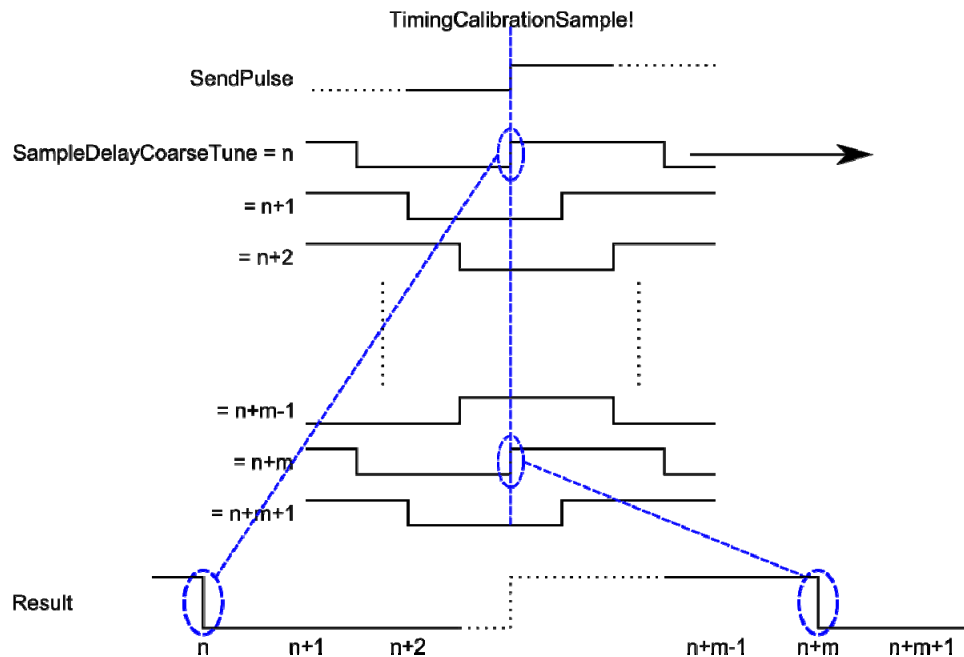 TimingCalibrationSample!
SendPulse
SampleDelayCoarseTune = n
= n+1
= n+2
= n+m-1
= n+m
= n+m+1
Result
n n+1 n+2 n+m-1 n+m n+m+1